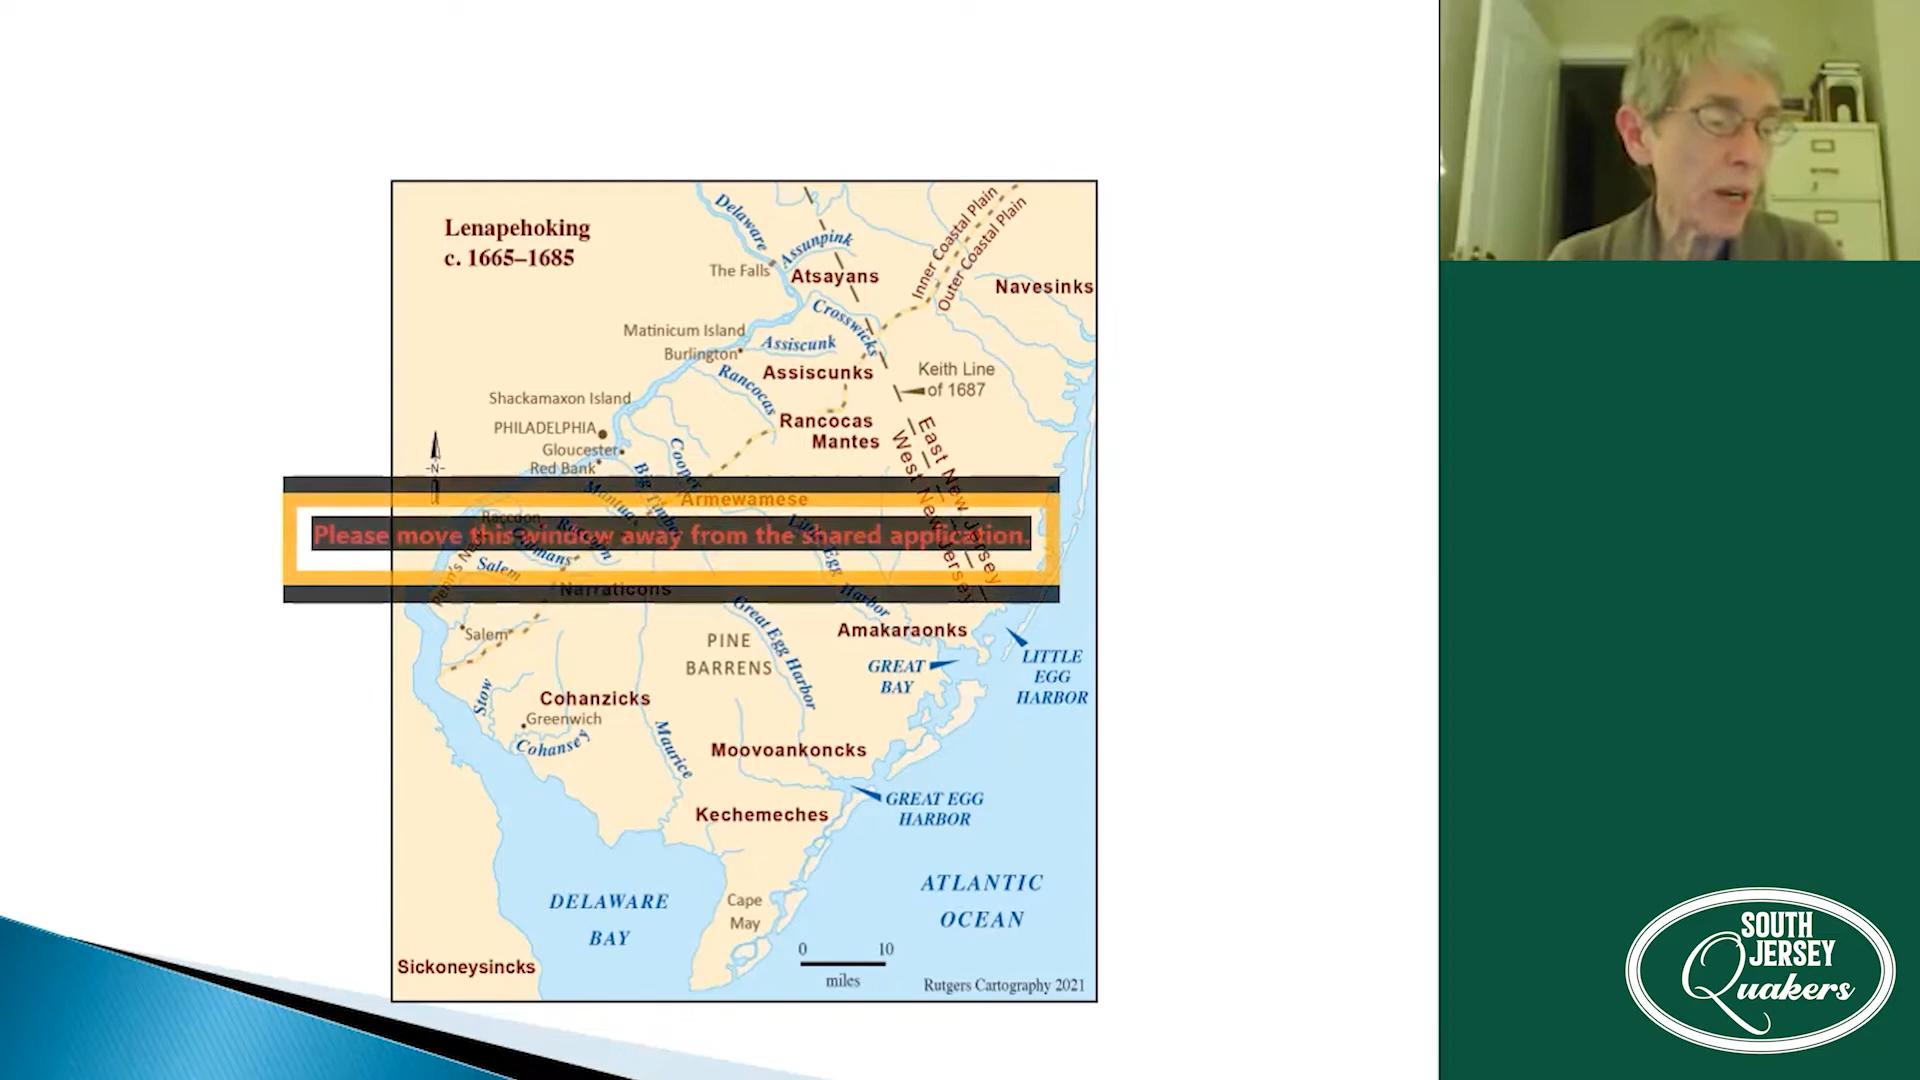 Lenapehoking
c. 1665–1685
Delaware
Assunpink
The Falls
Atsayans
Inner Coastal Plain
Outer Coastal Plain
Navesinks
Crosswicks
Matinicum Island
Burlington
Assiscunk
Assiscunks
Rancocas
Keith Line
of 1687
Shackamaxon Island
Rancocas
Mantes
PHILADELPHIA
Gloucester
Red Bank
Cooper
East New Jersey
West New Jersey
N
Big Timber
Mantua
Armewamese
Raccoon
Raccoon
Please move this window away from the shared application.
Little Egg Harbor
Oldmans
Salem
Narraticons
Salem
Great Egg Harbor
PINE
BARRENS
Amakaraonks
GREAT
BAY
LITTLE
EGG
HARBOR
Stow
Cohanzicks
Greenwich
Cohansey
Maurice
Moovoankoncks
GREAT EGG
HARBOR
Kechemeches
DELAWARE
BAY
Cape
May
ATLANTIC
OCEAN
0 10
miles
Sickoneysincks
Rutgers Cartography 2021
SOUTH
JERSEY
Quakers